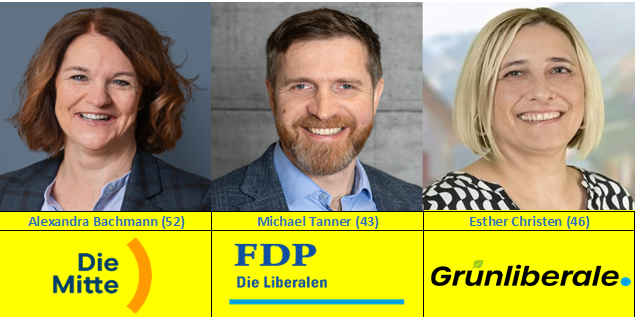 Alexandra Bachmann (52)
Michael Tanner (43)
Esther Christen (46)
Die
Mitte
FDP
Die Liberalen
Grünliberale.